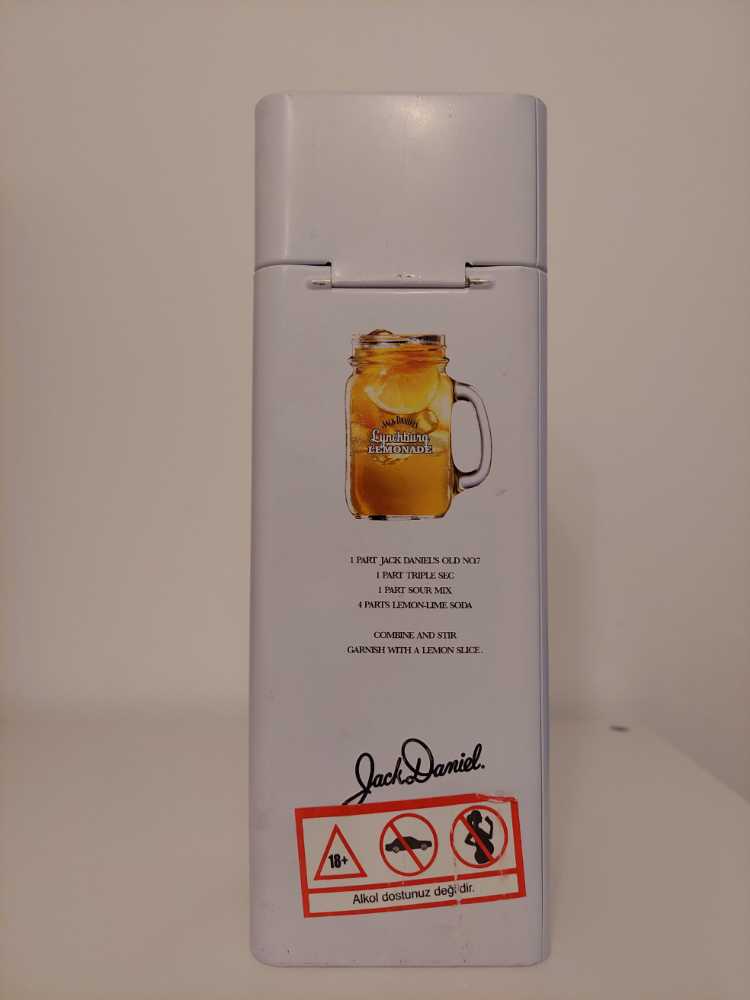 JACK DANIEL'S
Lynchburg
LEMONADE
1 PART JACK DANIEL'S OLD NO.7
1 PART TRIPLE SEC
1 PART SOUR MIX
4 PARTS LEMON-LIME SODA
COMBINE AND STIR
GARNISH WITH A LEMON SLICE.
Jack Daniel.
18+
Alkol dostunuz değildir.